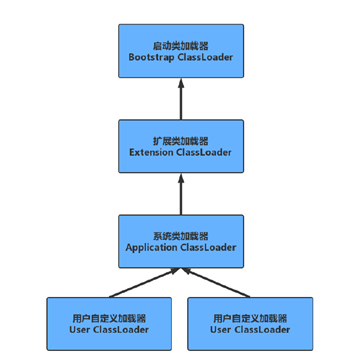 启动类加载器
Bootstrap ClassLoader
扩展类加载器
Extension ClassLoader
系统类加载器
Application ClassLoader
用户自定义加载器
User ClassLoader
用户自定义加载器
User ClassLoader